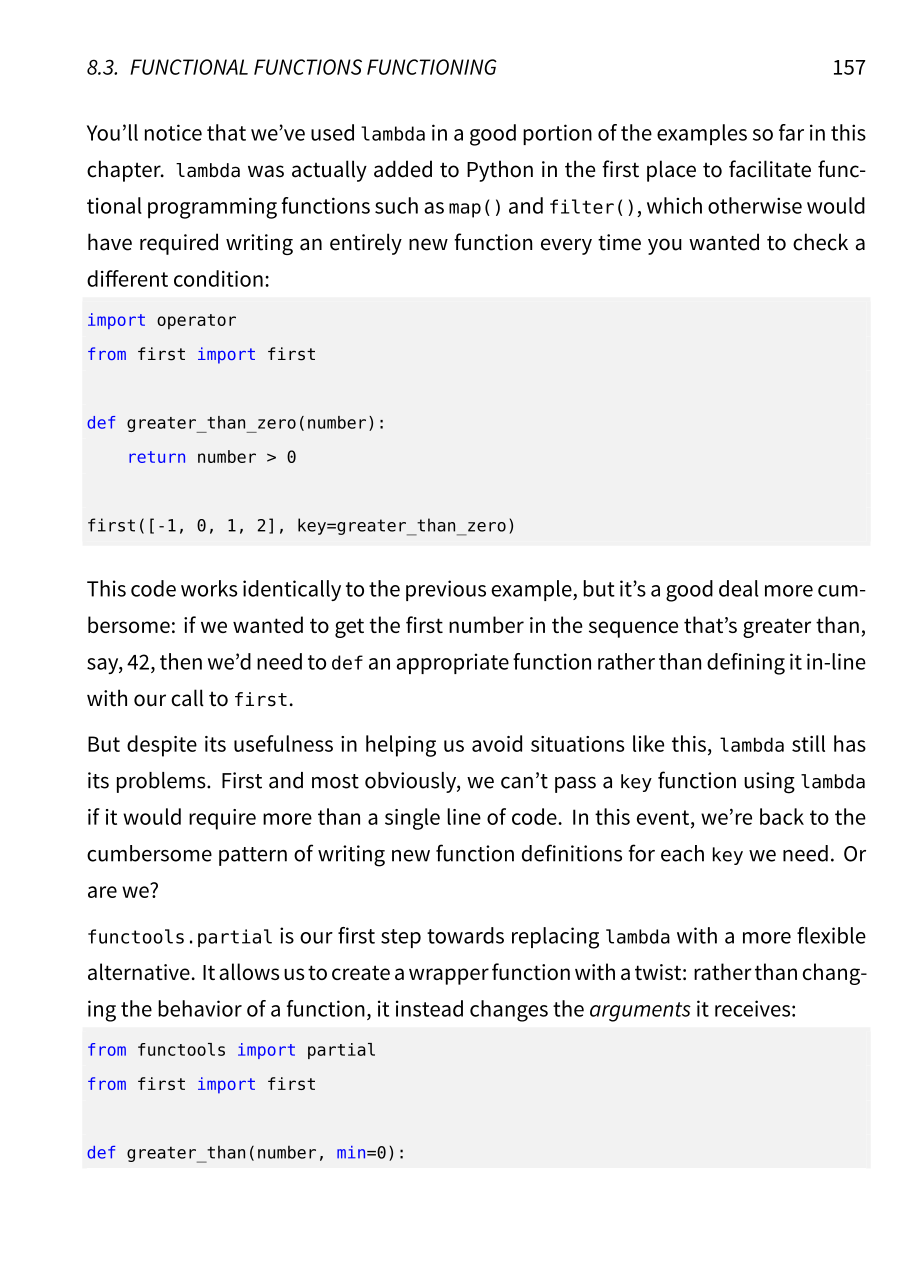 8.3. FUNCTIONAL FUNCTIONS FUNCTIONING 157
You’ll notice that we’ve used lambda in a good portion of the examples so far in this
chapter. lambda was actually added to Python in the first place to facilitate func-
tional programming functions such as map() and filter(), which otherwise would
have required writing an entirely new function every time you wanted to check a
different condition:
import operator
from first import first
def greater_than_zero(number):
    return number > 0
first([-1, 0, 1, 2], key=greater_than_zero)
This code works identically to the previous example, but it’s a good deal more cum-
bersome: if we wanted to get the first number in the sequence that’s greater than,
say, 42, then we’d need to def an appropriate function rather than defining it in-line
with our call to first.
But despite its usefulness in helping us avoid situations like this, lambda still has
its problems. First and most obviously, we can’t pass a key function using lambda
if it would require more than a single line of code. In this event, we’re back to the
cumbersome pattern of writing new function definitions for each key we need. Or
are we?
functools.partial is our first step towards replacing lambda with a more flexible
alternative. It allows us to create a wrapper function with a twist: rather than chang-
ing the behavior of a function, it instead changes the arguments it receives:
from functools import partial
from first import first
def greater_than(number, min=0):